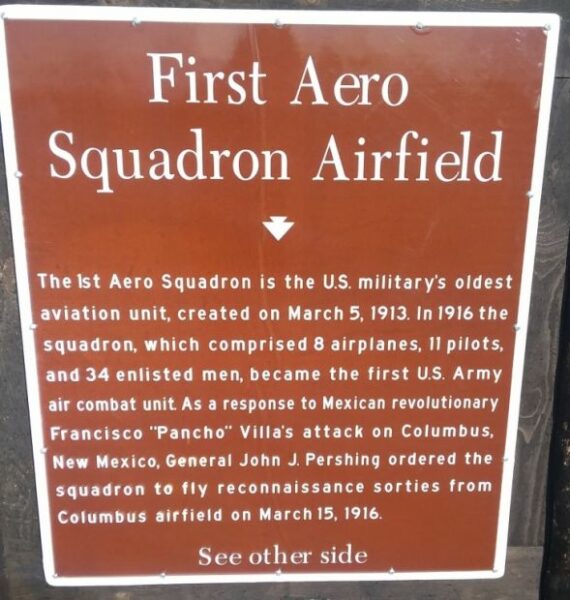 First Aero
Squadron Airfield
The 1st Aero Squadron is the U.S. military's oldest
aviation unit, created on March 5, 1913. In 1916 the
squadron, which comprised 8 airplanes, 11 pilots,
and 34 enlisted men, became the first U.S. Army
air combat unit. As a response to Mexican revolutionary
Francisco "Pancho" Villa's attack on Columbus,
New Mexico, General John J. Pershing ordered the
squadron to fly reconnaissance sorties from
Columbus airfield on March 15, 1916.
See other side